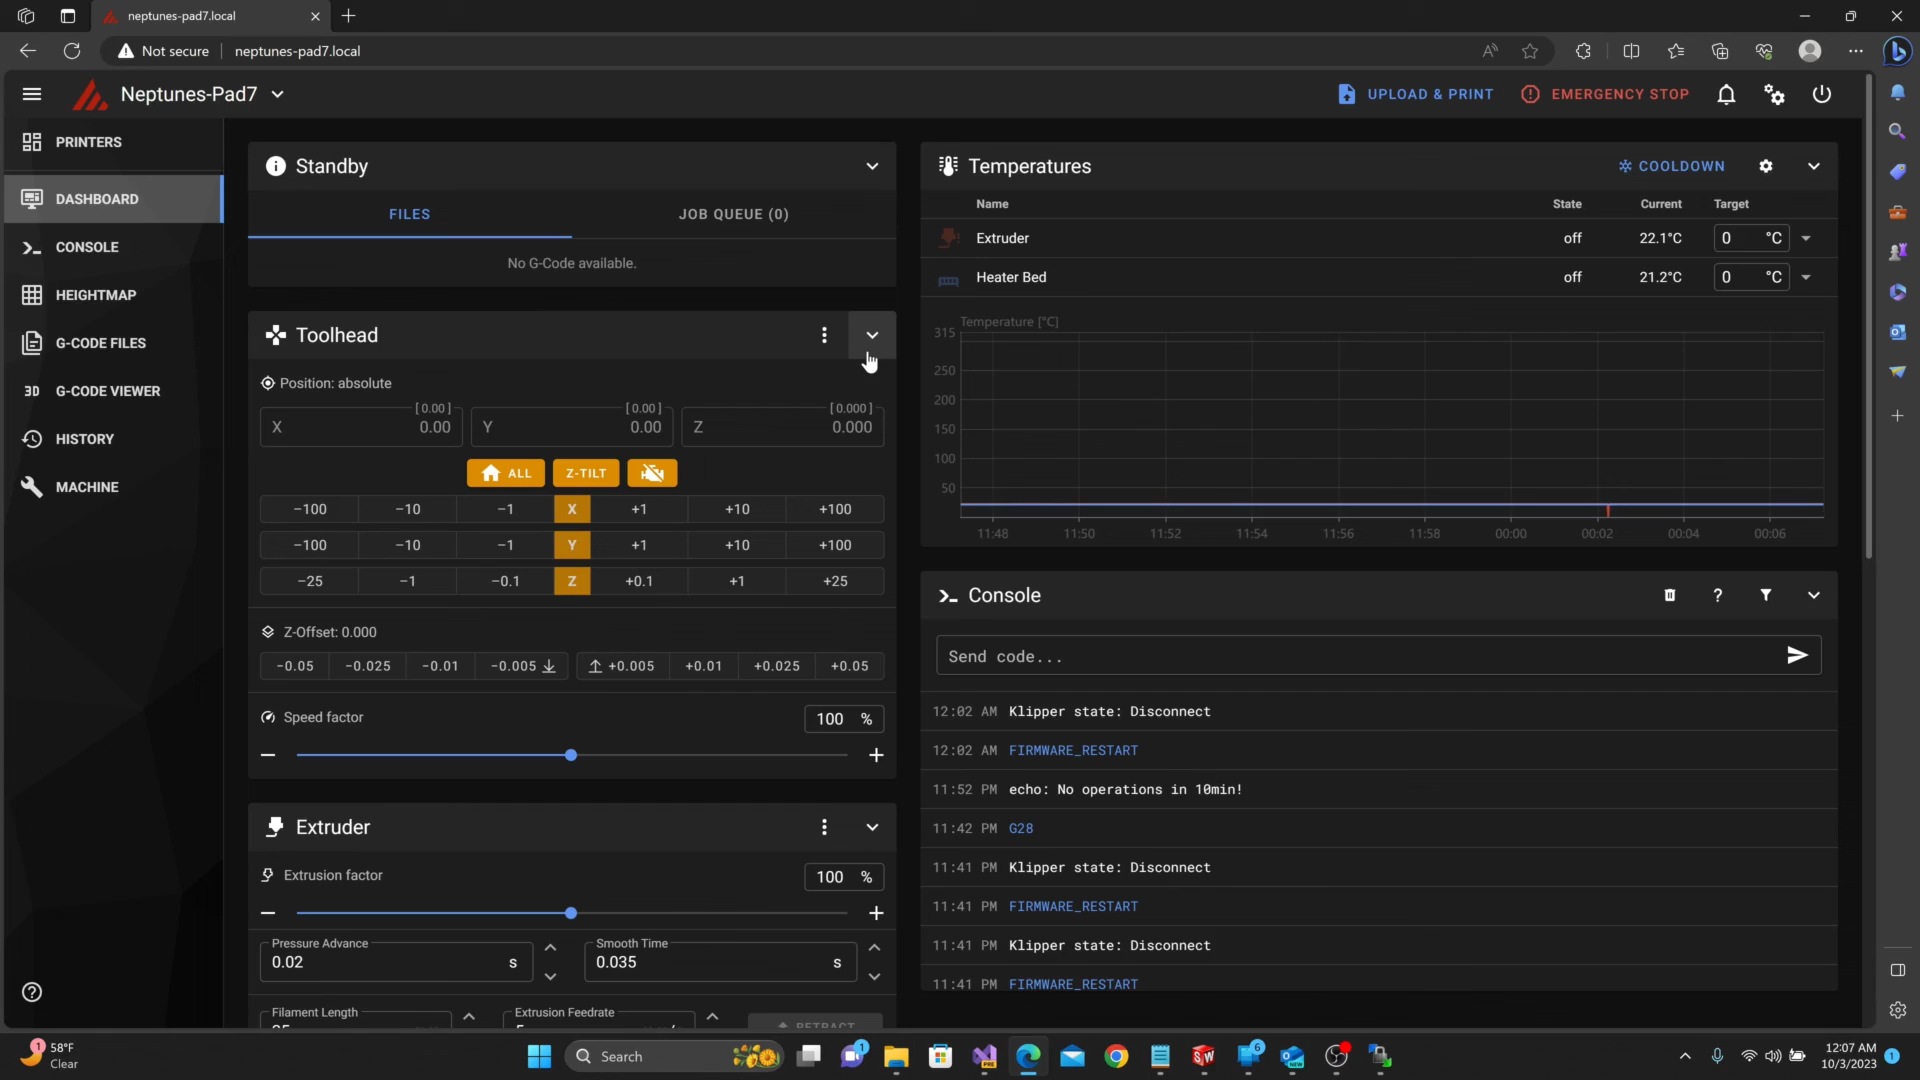 neptunes-pad7.local
Not secure
neptunes-pad7.local
Neptunes-Pad7
UPLOAD & PRINT
EMERGENCY STOP
PRINTERS
DASHBOARD
CONSOLE
HEIGHTMAP
G-CODE FILES
3D G-CODE VIEWER
HISTORY
MACHINE
Standby
FILES JOB QUEUE (0)
No G-Code available.
Toolhead
Position: absolute
[ 0.00 ] [ 0.00 ] [ 0.000 ]
X 0.00 Y 0.00 Z 0.000
ALL Z-TILT
−100 −10 −1 X +1 +10 +100
−100 −10 −1 Y +1 +10 +100
−25 −1 −0.1 Z +0.1 +1 +25
Z-Offset: 0.000
−0.05 −0.025 −0.01 −0.005 +0.005 +0.01 +0.025 +0.05
Speed factor 100 %
Extruder
Extrusion factor 100 %
Pressure Advance Smooth Time
0.02 s 0.035 s
Filament Length Extrusion Feedrate
RETRACT
Temperatures COOLDOWN
Name State Current Target
Extruder off 22.1°C 0 °C
Heater Bed off 21.2°C 0 °C
Temperature [°C]
315
250
200
150
100
50
11:48 11:50 11:52 11:54 11:56 11:58 00:00 00:02 00:04 00:06
Console ?
Send code...
12:02 AM Klipper state: Disconnect
12:02 AM FIRMWARE_RESTART
11:52 PM echo: No operations in 10min!
11:42 PM G28
11:41 PM Klipper state: Disconnect
11:41 PM FIRMWARE_RESTART
11:41 PM Klipper state: Disconnect
11:41 PM FIRMWARE_RESTART
1 58°F
Clear
Search
1
PRE
SW
6
NEW
12:07 AM
10/3/2023
1